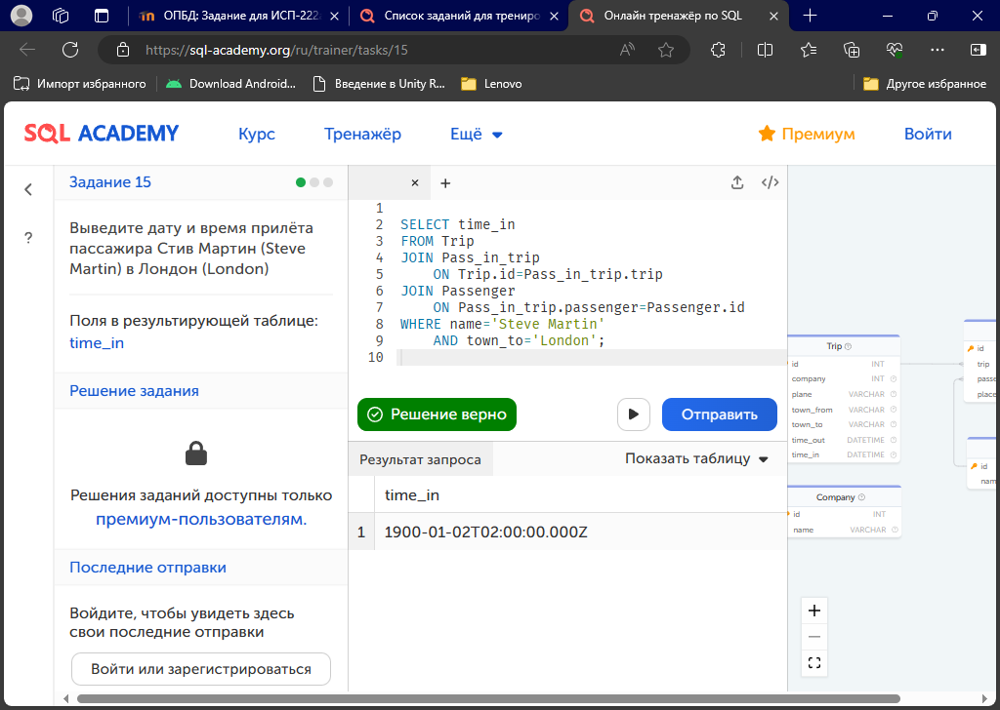 ОПБД: Задание для ИСП-222
Список заданий для трениро
Онлайн тренажёр по SQL
https://sql-academy.org/ru/trainer/tasks/15
Импорт избранного
Download Android...
Введение в Unity R...
Lenovo
Другое избранное
SQL ACADEMY
Курс
Тренажёр
Ещё
Премиум
Войти
Задание 15
Выведите дату и время прилёта
пассажира Стив Мартин (Steve
Martin) в Лондон (London)
Поля в результирующей таблице:
time_in
Решение задания
Решения заданий доступны только
премиум-пользователям.
Последние отправки
Войдите, чтобы увидеть здесь
свои последние отправки
Войти или зарегистрироваться
1
2 SELECT time_in
3 FROM Trip
4 JOIN Pass_in_trip
5 ON Trip.id=Pass_in_trip.trip
6 JOIN Passenger
7 ON Pass_in_trip.passenger=Passenger.id
8 WHERE name='Steve Martin'
9 AND town_to='London';
10
Решение верно
Отправить
Результат запроса
Показать таблицу
time_in
1 1900-01-02T02:00:00.000Z
Trip
id INT
company INT
plane VARCHAR
town_from VARCHAR
town_to VARCHAR
time_out DATETIME
time_in DATETIME
Company
id INT
name VARCHAR
id
trip
passe
place
id
nam